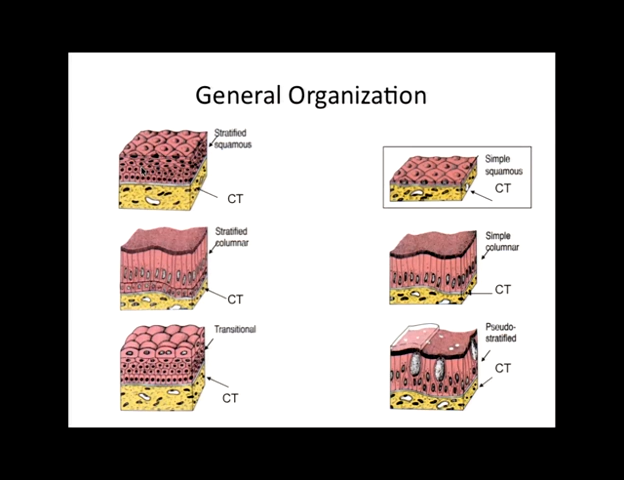 General Organization
Stratified
squamous
CT
Simple
squamous
CT
Stratified
columnar
CT
Simple
columnar
CT
Transitional
CT
Pseudo-
stratified
CT